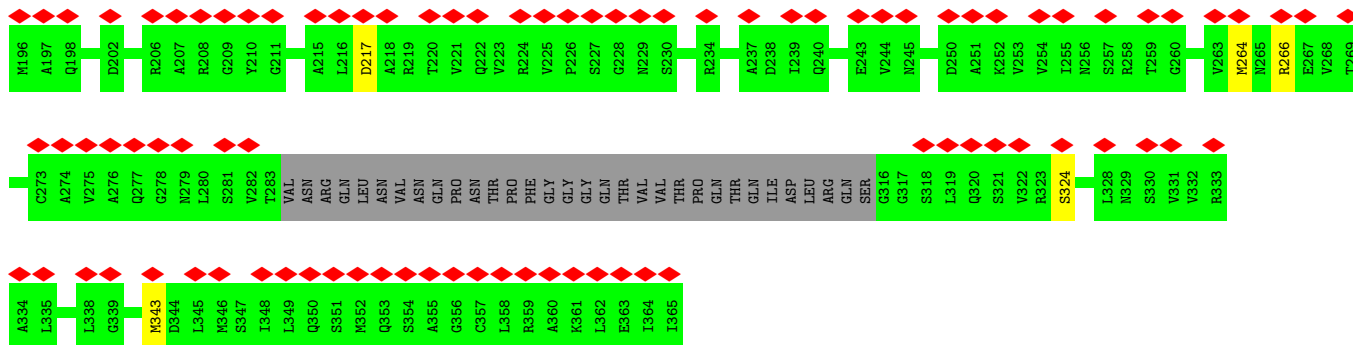 M196 A197 Q198 D202 R206 A207 R208 G209 Y210 G211 A215 L216 D217 A218 R219 T220 V221 Q222 V223 R224 V225 P226 S227 G228 N229 S230 R234 A237 D238 I239 Q240 E243 V244 N245 D250 A251 K252 V253 V254 I255 N256 S257 R258 T259 G260 V263 M264 N265 R266 E267 V268 T269
C273 A274 V275 A276 Q277 G278 N279 L280 S281 V282 T283 VAL ASN ARG GLN LEU ASN VAL ASN GLN PRO ASN THR PRO PHE GLY GLY GLY GLN THR VAL VAL THR PRO GLN THR GLN ILE ASP LEU ARG GLN SER G316 G317 S318 L319 Q320 S321 V322 R323 S324 L328 N329 S330 V331 V332 R333
A334 L335 L338 G339 M343 D344 L345 M346 S347 I348 L349 Q350 S351 M352 Q353 S354 A355 G356 C357 L358 R359 A360 K361 L362 E363 I364 I365